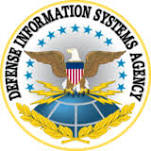 DEFENSE INFORMATION SYSTEMS AGENCY